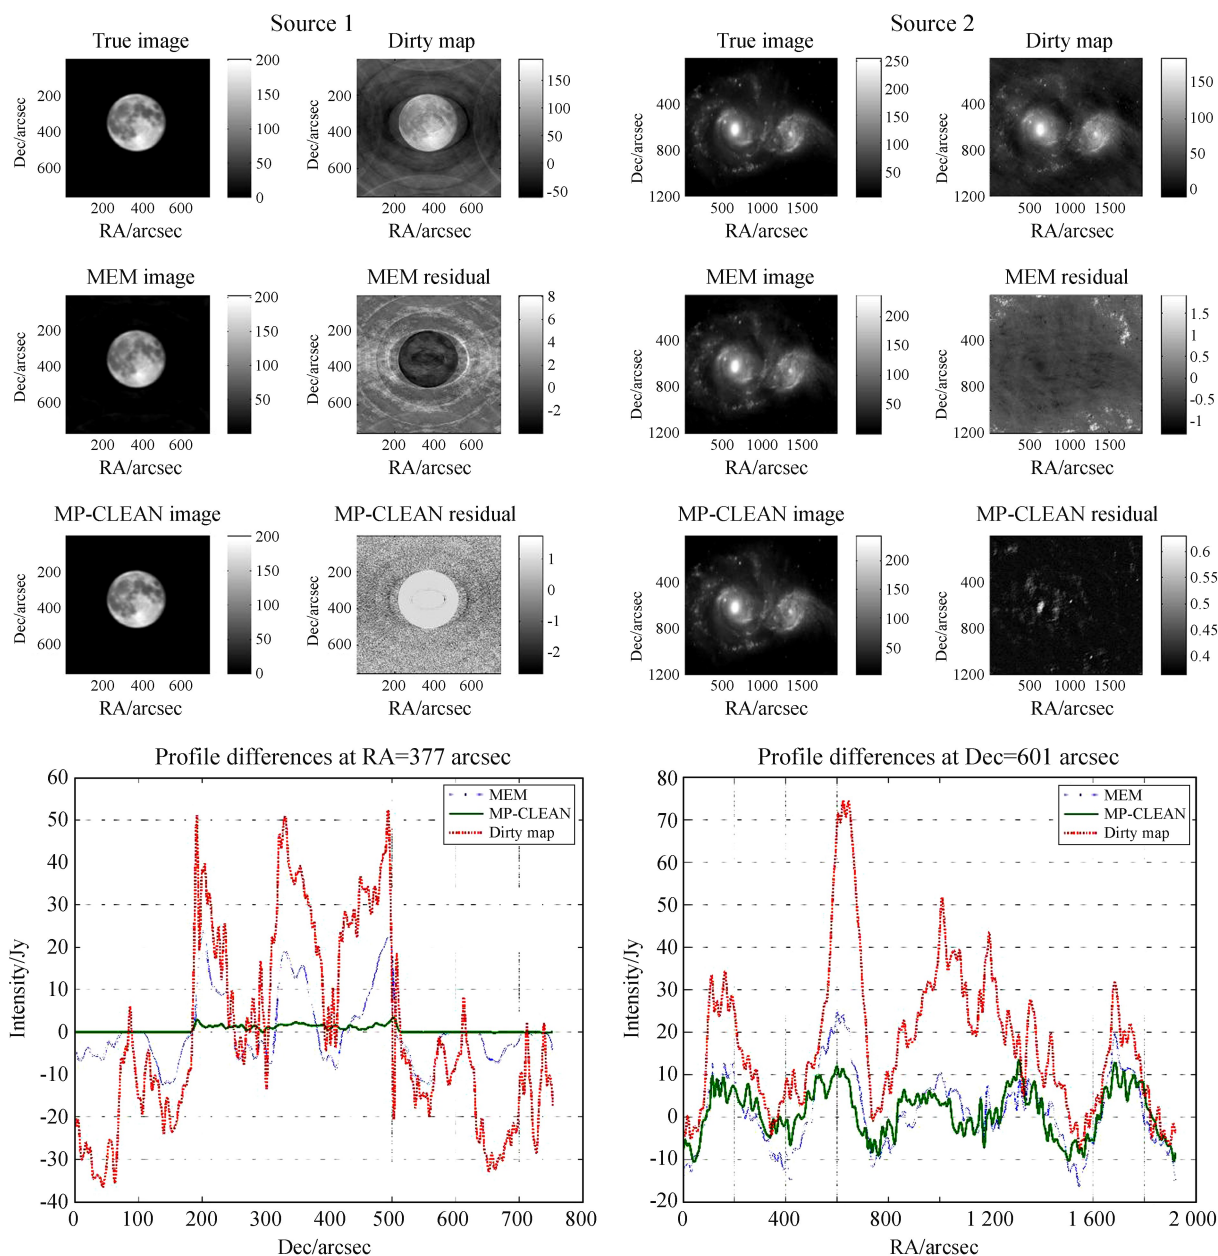 Source 1
Source 2
True image
Dirty map
True image
Dirty map
Dec/arcsec
200
400
600
200 400 600
RA/arcsec
200
150
100
50
0
Dec/arcsec
200
400
600
200 400 600
RA/arcsec
150
100
50
0
-50
Dec/arcsec
400
800
1200
500 1000 1500
RA/arcsec
250
200
150
100
50
Dec/arcsec
400
800
1200
500 1000 1500
RA/arcsec
150
100
50
0
MEM image
MEM residual
MEM image
MEM residual
Dec/arcsec
200
400
600
200 400 600
RA/arcsec
200
150
100
50
Dec/arcsec
200
400
600
200 400 600
RA/arcsec
8
6
4
2
0
-2
Dec/arcsec
400
800
1200
500 1000 1500
RA/arcsec
200
150
100
50
Dec/arcsec
400
800
1200
500 1000 1500
RA/arcsec
1.5
1
0.5
0
-0.5
-1
MP-CLEAN image
MP-CLEAN residual
MP-CLEAN image
MP-CLEAN residual
Dec/arcsec
200
400
600
200 400 600
RA/arcsec
200
150
100
50
0
Dec/arcsec
200
400
600
200 400 600
RA/arcsec
1
0
-1
-2
Dec/arcsec
400
800
1200
500 1000 1500
RA/arcsec
200
150
100
50
Dec/arcsec
400
800
1200
500 1000 1500
RA/arcsec
0.6
0.55
0.5
0.45
0.4
Profile differences at RA=377 arcsec
Intensity/Jy
60
50
40
30
20
10
0
-10
-20
-30
-40
MEM
MP-CLEAN
Dirty map
0 100 200 300 400 500 600 700 800
Dec/arcsec
Profile differences at Dec=601 arcsec
Intensity/Jy
80
70
60
50
40
30
20
10
0
-10
-20
MEM
MP-CLEAN
Dirty map
0 400 800 1 200 1 600 2 000
RA/arcsec